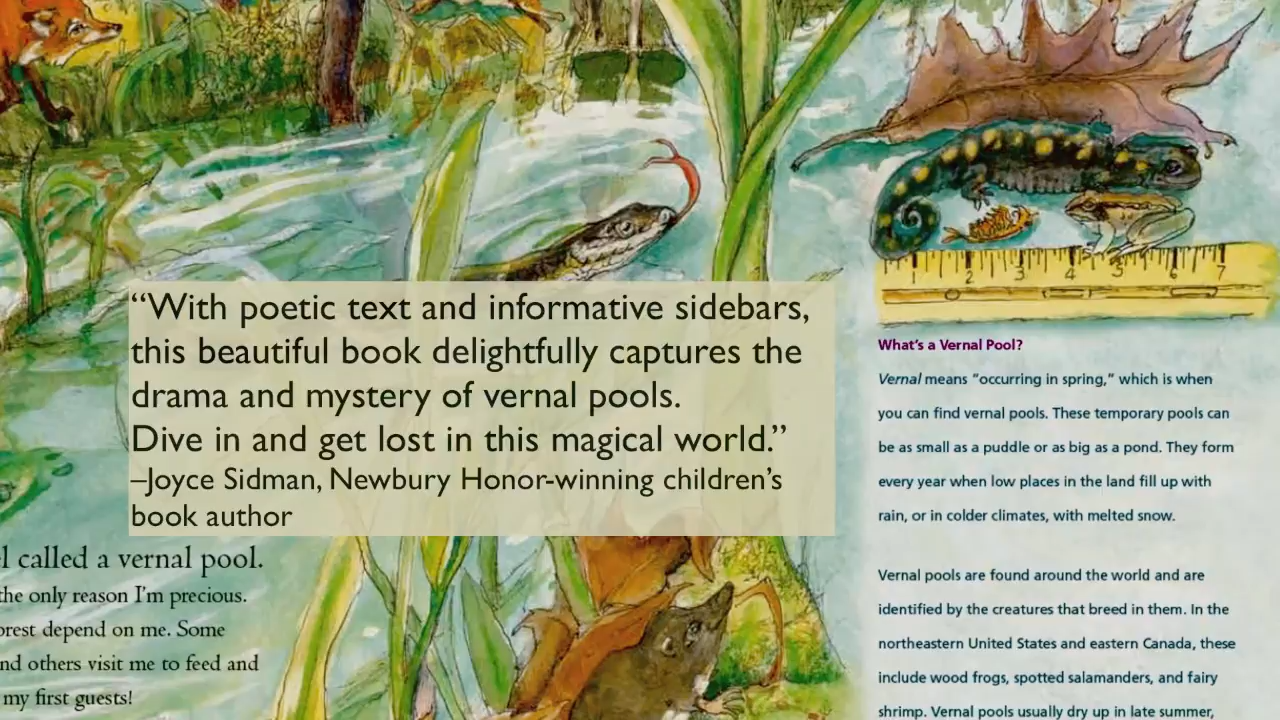 “With poetic text and informative sidebars,
this beautiful book delightfully captures the
drama and mystery of vernal pools.
Dive in and get lost in this magical world.”
–Joyce Sidman, Newbury Honor-winning children’s
book author
called a vernal pool.
the only reason I’m precious.
depend on me. Some
others visit me to feed and
my first guests!
2 3 4 5 6 7
What’s a Vernal Pool?
Vernal means “occurring in spring,” which is when
you can find vernal pools. These temporary pools can
be as small as a puddle or as big as a pond. They form
every year when low places in the land fill up with
rain, or in colder climates, with melted snow.
Vernal pools are found around the world and are
identified by the creatures that breed in them. In the
northeastern United States and eastern Canada, these
include wood frogs, spotted salamanders, and fairy
shrimp. Vernal pools usually dry up in late summer,